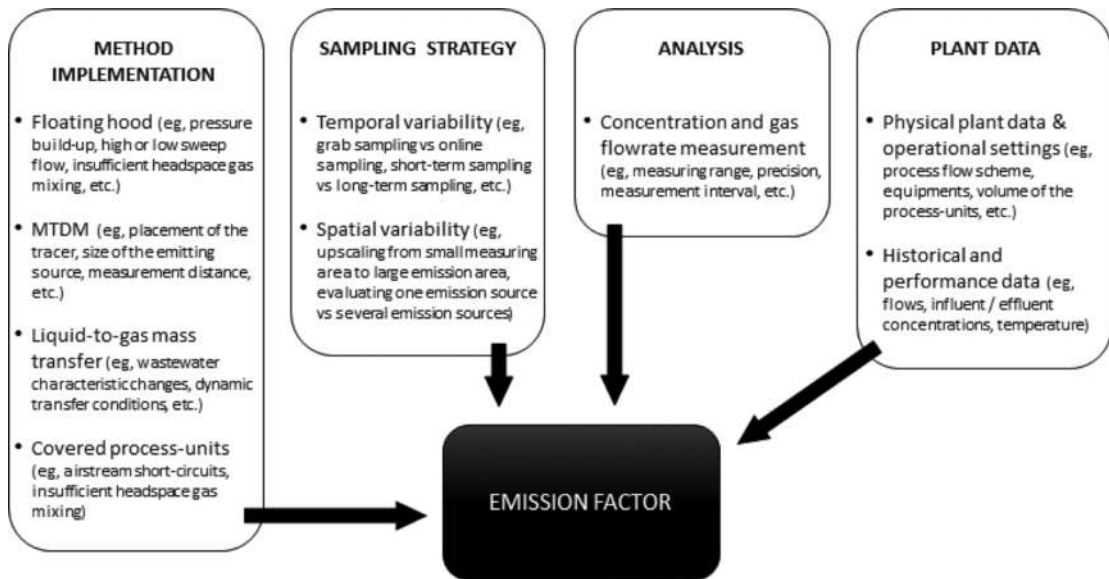 METHOD
IMPLEMENTATION
• Floating hood (eg, pressure
build-up, high or low sweep
flow, insufficient headspace gas
mixing, etc.)
• MTDM (eg, placement of the
tracer, size of the emitting
source, measurement distance,
etc.)
• Liquid-to-gas mass
transfer (eg, wastewater
characteristic changes, dynamic
transfer conditions, etc.)
• Covered process-units
(eg, airstream short-circuits,
insufficient headspace gas
mixing)
SAMPLING STRATEGY
• Temporal variability (eg,
grab sampling vs online
sampling, short-term sampling
vs long-term sampling, etc.)
• Spatial variability (eg,
upscaling from small measuring
area to large emission area,
evaluating one emission source
vs several emission sources)
ANALYSIS
• Concentration and gas
flowrate measurement
(eg, measuring range, precision,
measurement interval, etc.)
PLANT DATA
• Physical plant data &
operational settings (eg,
process flow scheme,
equipments, volume of the
process-units, etc.)
• Historical and
performance data (eg,
flows, influent / effluent
concentrations, temperature)
EMISSION FACTOR